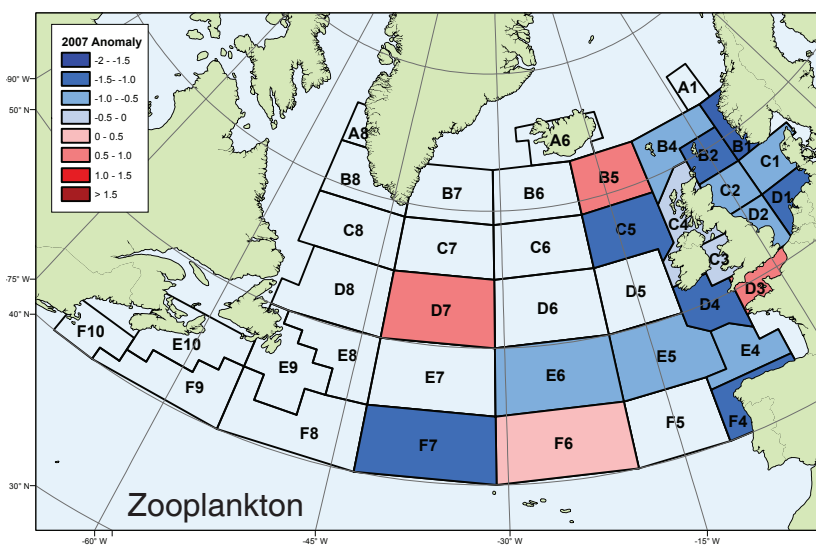 2007 Anomaly
-2 - -1.5
-1.5 - -1.0
-1.0 - -0.5
-0.5 - 0
0 - 0.5
0.5 - 1.0
1.0 - 1.5
> 1.5
-90° W
50° N
-75° W
40° N
30° N
-60° W
-45° W
-30° W
-15° W
A1
A8
A6
B8
B7
B6
B5
B4
B2
B1
C8
C7
C6
C5
C4
C3
C2
C1
D8
D7
D6
D5
D4
D3
D2
D1
F10
E10
E9
E8
E7
E6
E5
E4
F9
F8
F7
F6
F5
F4
Zooplankton